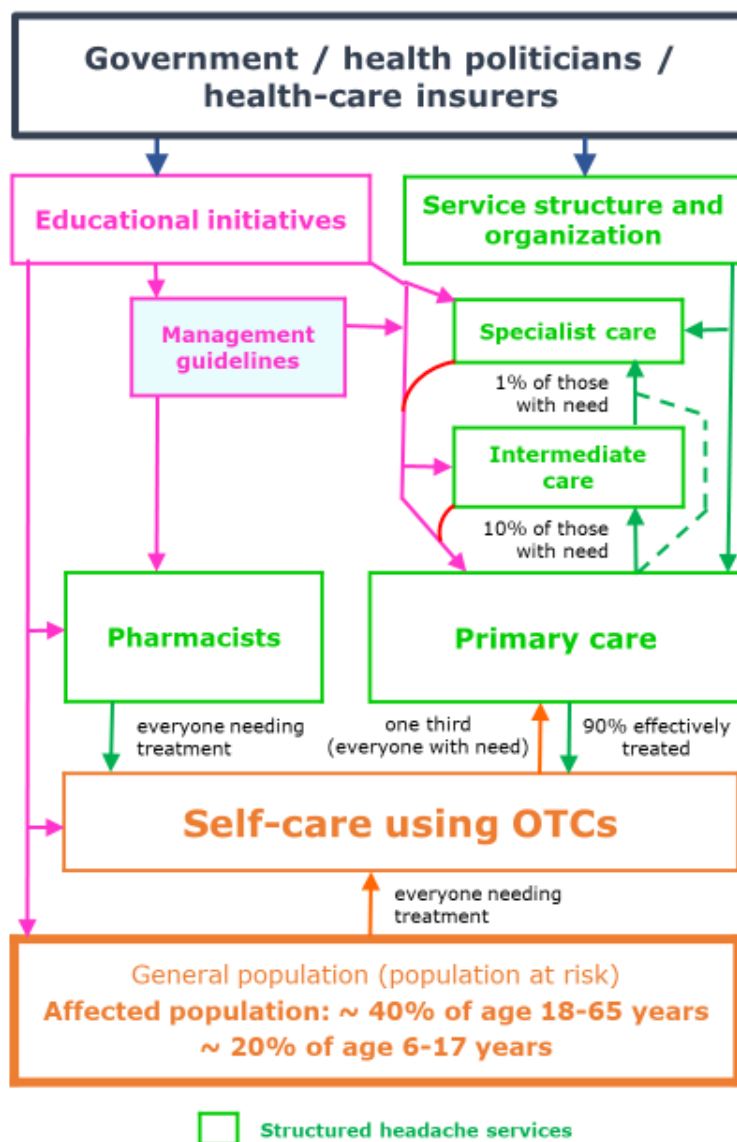 Government / health politicians /
health-care insurers
Educational initiatives
Service structure and
organization
Management
guidelines
Specialist care
1% of those
with need
Intermediate
care
10% of those
with need
Pharmacists
Primary care
everyone needing
treatment
one third
(everyone with need)
90% effectively
treated
Self-care using OTCs
everyone needing
treatment
General population (population at risk)
Affected population: ~ 40% of age 18-65 years
~ 20% of age 6-17 years
Structured headache services